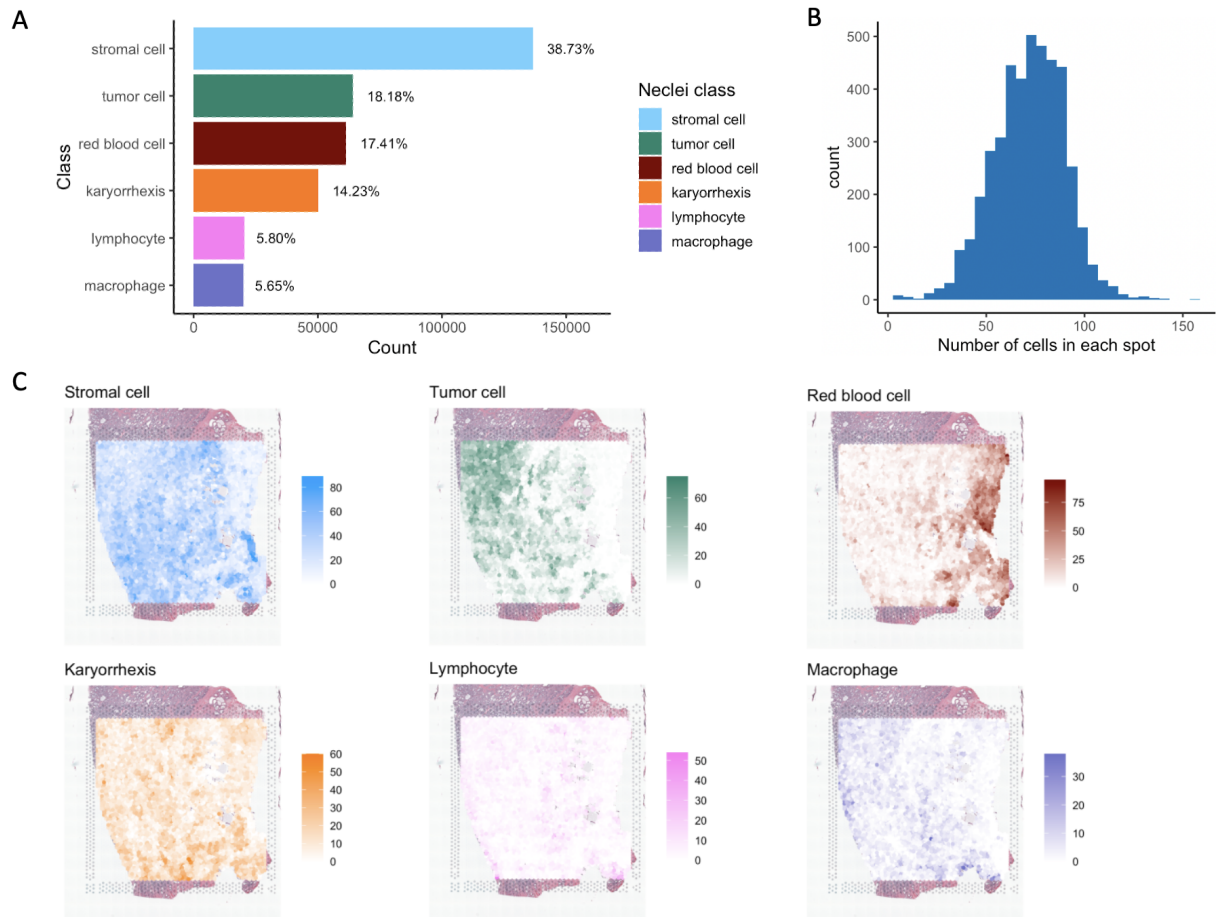 A
stromal cell
38.73%
tumor cell
18.18%
red blood cell
17.41%
karyorrhexis
14.23%
lymphocyte
5.80%
macrophage
5.65%
Class
0
50000
100000
150000
Count
Neclei class
stromal cell
tumor cell
red blood cell
karyorrhexis
lymphocyte
macrophage
B
500
400
300
200
100
0
count
0
50
100
150
Number of cells in each spot
C
Stromal cell
80
60
40
20
0
Tumor cell
60
40
20
0
Red blood cell
75
50
25
0
Karyorrhexis
60
50
40
30
20
10
0
Lymphocyte
50
40
30
20
10
0
Macrophage
30
20
10
0